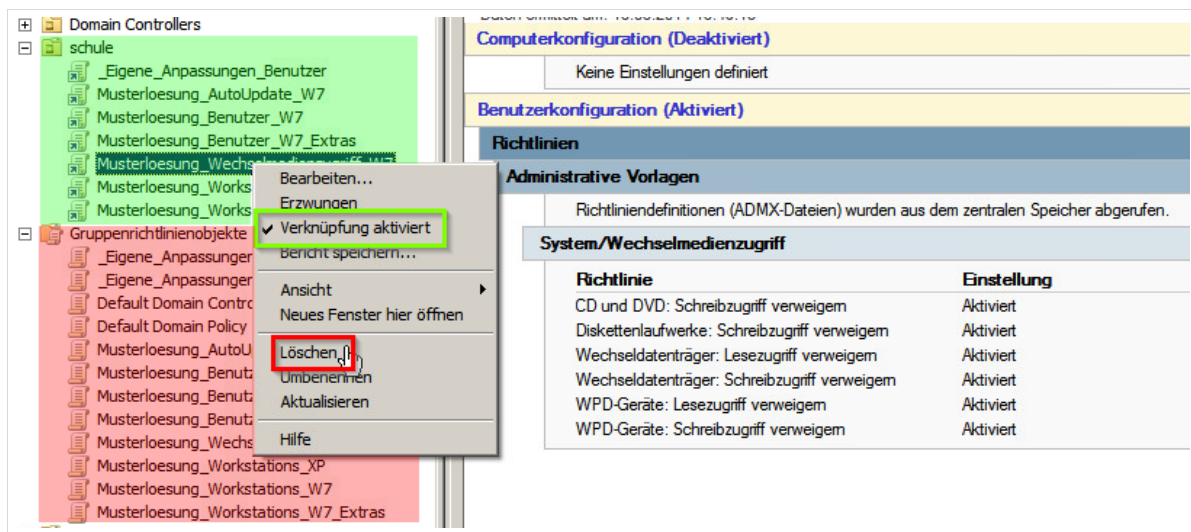 Domain Controllers
schule
_Eigene_Anpassungen_Benutzer
Musterloesung_AutoUpdate_W7
Musterloesung_Benutzer_W7
Musterloesung_Benutzer_W7_Extras
Musterloesung_Wechselmedienzugriff_W7
Musterloesung_Works
Musterloesung_Works
Gruppenrichtlinienobjekte
_Eigene_Anpassungen
_Eigene_Anpassungen
Default Domain Contro
Default Domain Policy
Musterloesung_AutoU
Musterloesung_Benutz
Musterloesung_Benutz
Musterloesung_Benutz
Musterloesung_Wechs
Musterloesung_Workstations_XP
Musterloesung_Workstations_W7
Musterloesung_Workstations_W7_Extras
Bearbeiten...
Erzwungen
Verknüpfung aktiviert
Bericht speichern...
Ansicht
Neues Fenster hier öffnen
Löschen
Umbenennen
Aktualisieren
Hilfe
Computerkonfiguration (Deaktiviert)
Keine Einstellungen definiert
Benutzerkonfiguration (Aktiviert)
Richtlinien
Administrative Vorlagen
Richtliniendefinitionen (ADMX-Dateien) wurden aus dem zentralen Speicher abgerufen.
System/Wechselmedienzugriff
Richtlinie Einstellung
CD und DVD: Schreibzugriff verweigern Aktiviert
Diskettenlaufwerke: Schreibzugriff verweigern Aktiviert
Wechseldatenträger: Lesezugriff verweigern Aktiviert
Wechseldatenträger: Schreibzugriff verweigern Aktiviert
WPD-Geräte: Lesezugriff verweigern Aktiviert
WPD-Geräte: Schreibzugriff verweigern Aktiviert